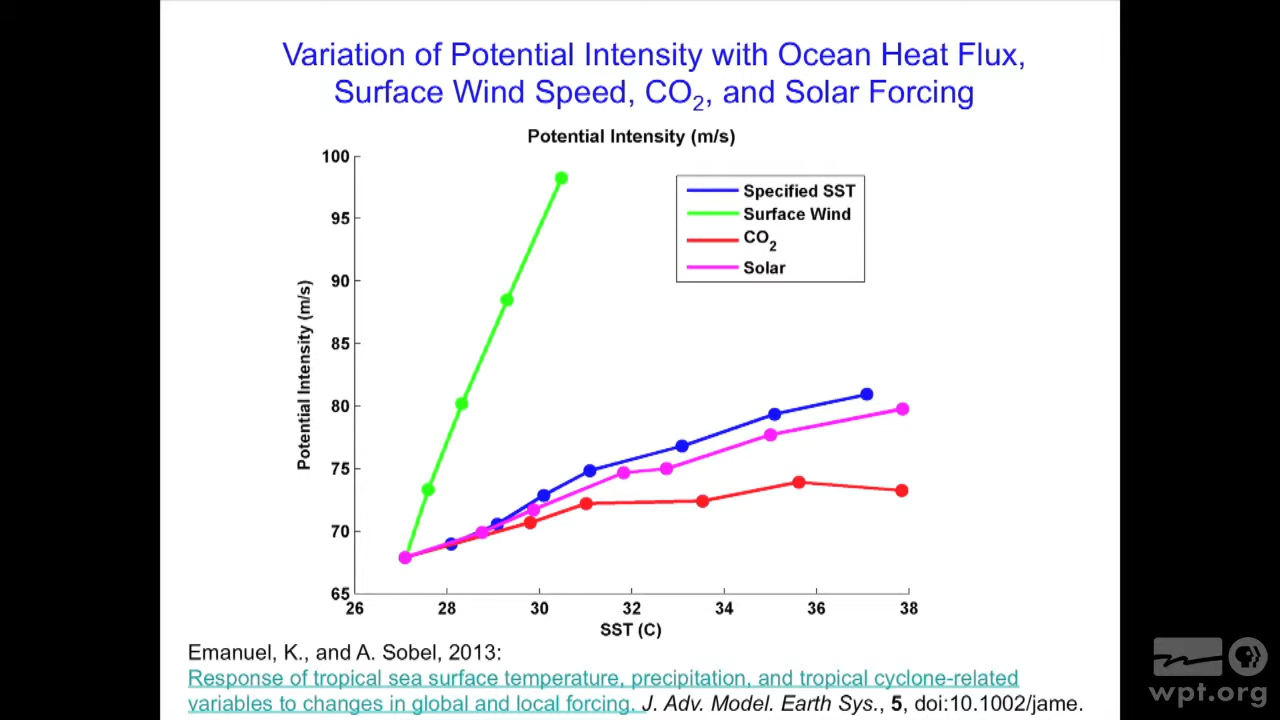 Variation of Potential Intensity with Ocean Heat Flux,
Surface Wind Speed, CO2, and Solar Forcing
Potential Intensity (m/s)
100
95
90
85
80
75
70
65
Potential Intensity (m/s)
Specified SST
Surface Wind
CO2
Solar
26 28 30 32 34 36 38
SST (C)
Emanuel, K., and A. Sobel, 2013:
Response of tropical sea surface temperature, precipitation, and tropical cyclone-related
variables to changes in global and local forcing. J. Adv. Model. Earth Sys., 5, doi:10.1002/jame.
wpt.org